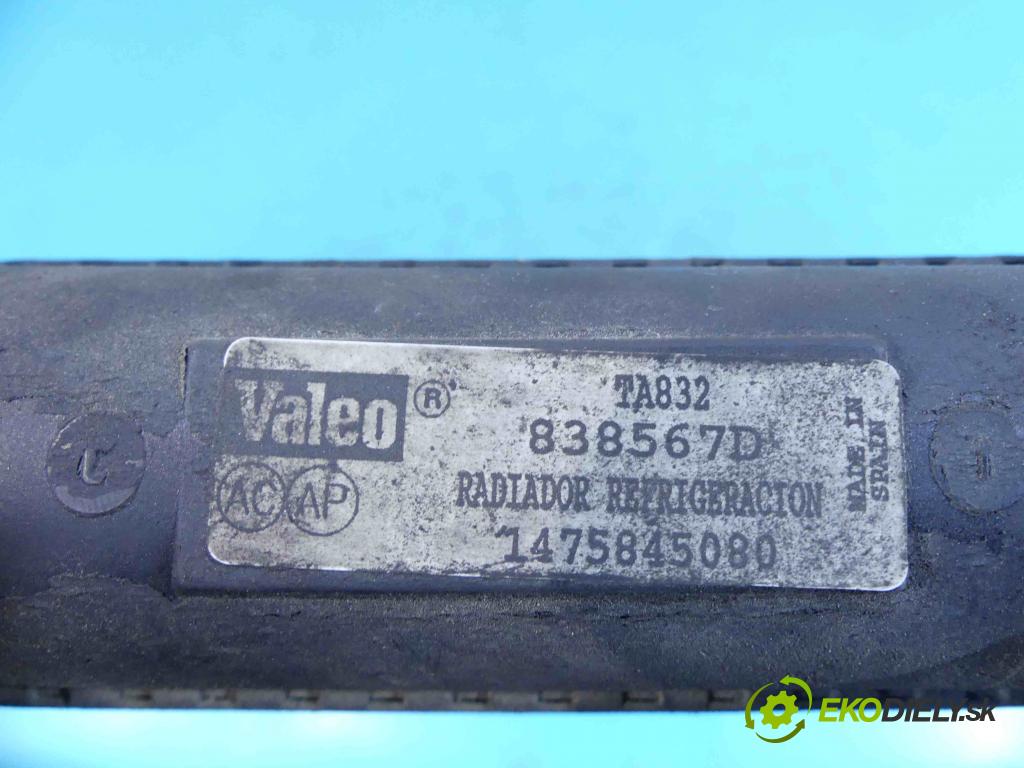 Valeo ®
TA832
838567D
AC AP
RADIADOR REFRIGERACION
1475845080
MADE IN
SPAIN
EKODIELY.SK